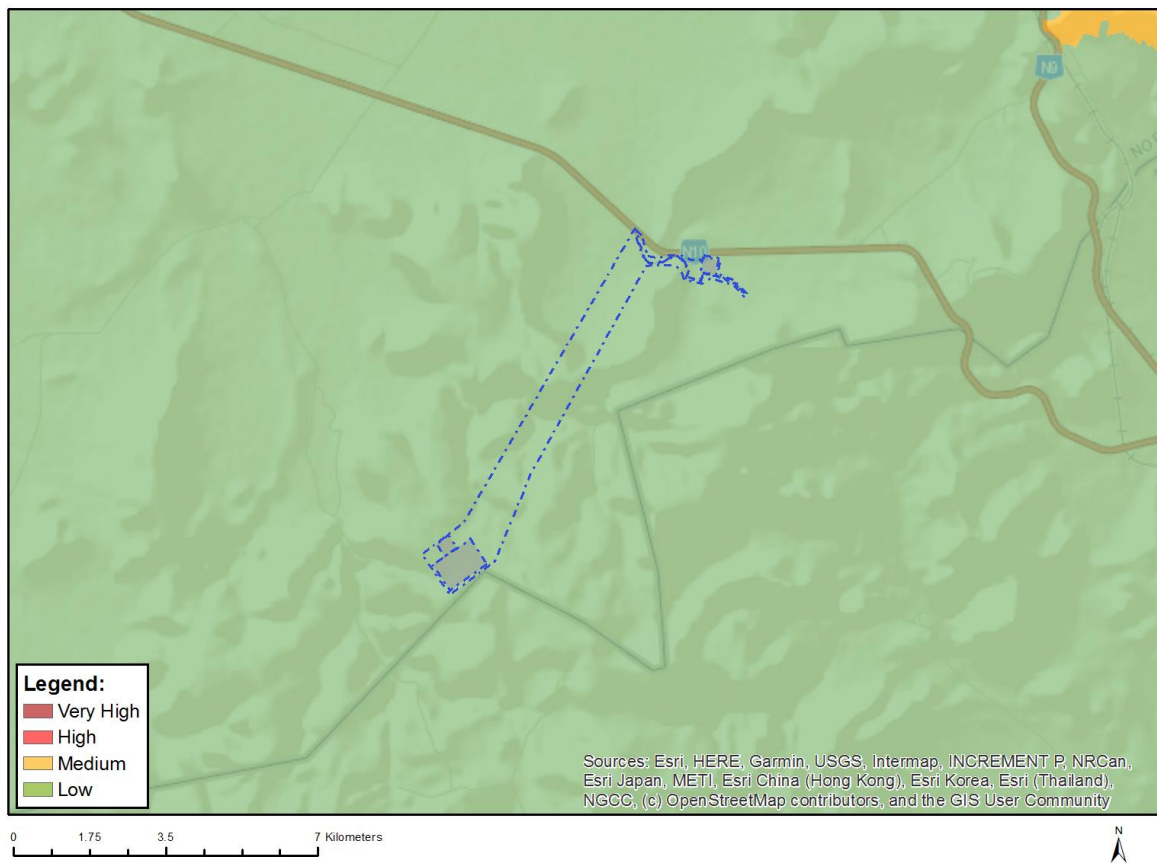 N9
NO
N10
Legend:
Very High
High
Medium
Low
Sources: Esri, HERE, Garmin, USGS, Intermap, INCREMENT P, NRCan,
Esri Japan, METI, Esri China (Hong Kong), Esri Korea, Esri (Thailand),
NGCC, (c) OpenStreetMap contributors, and the GIS User Community
0 1.75 3.5 7 Kilometers
N